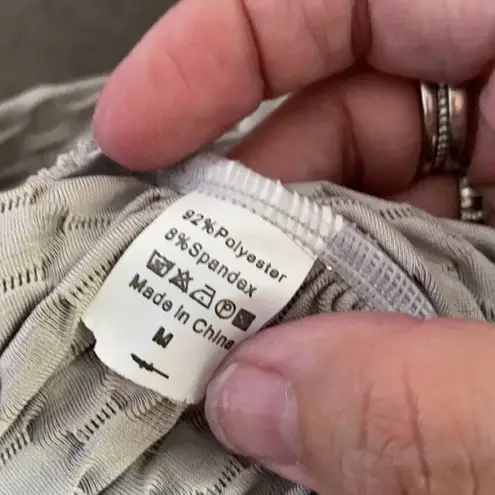 92%Polyester
8%Spandex
Made in China
M